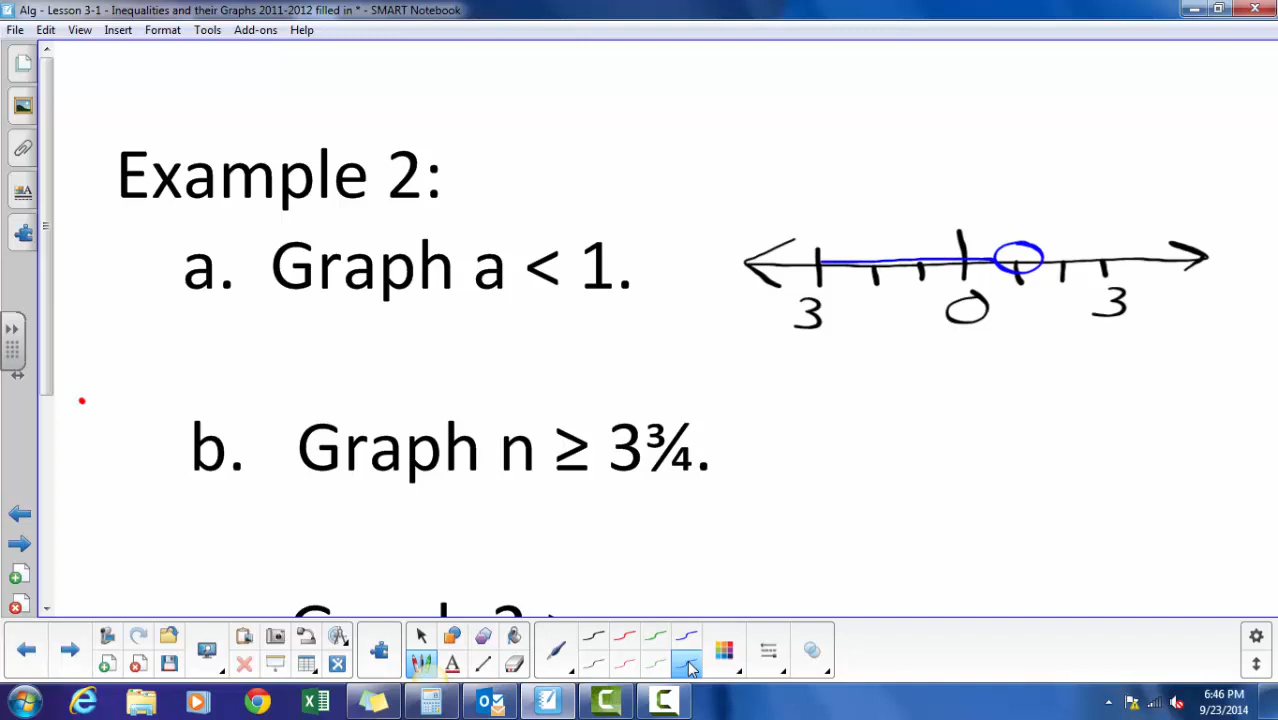 Alg - Lesson 3-1 - Inequalities and their Graphs 2011-2012 filled in * - SMART Notebook
File Edit View Insert Format Tools Add-ons Help
Example 2:
a. Graph a < 1.
3 0 3
b. Graph n ≥ 3¾.
6:46 PM
9/23/2014